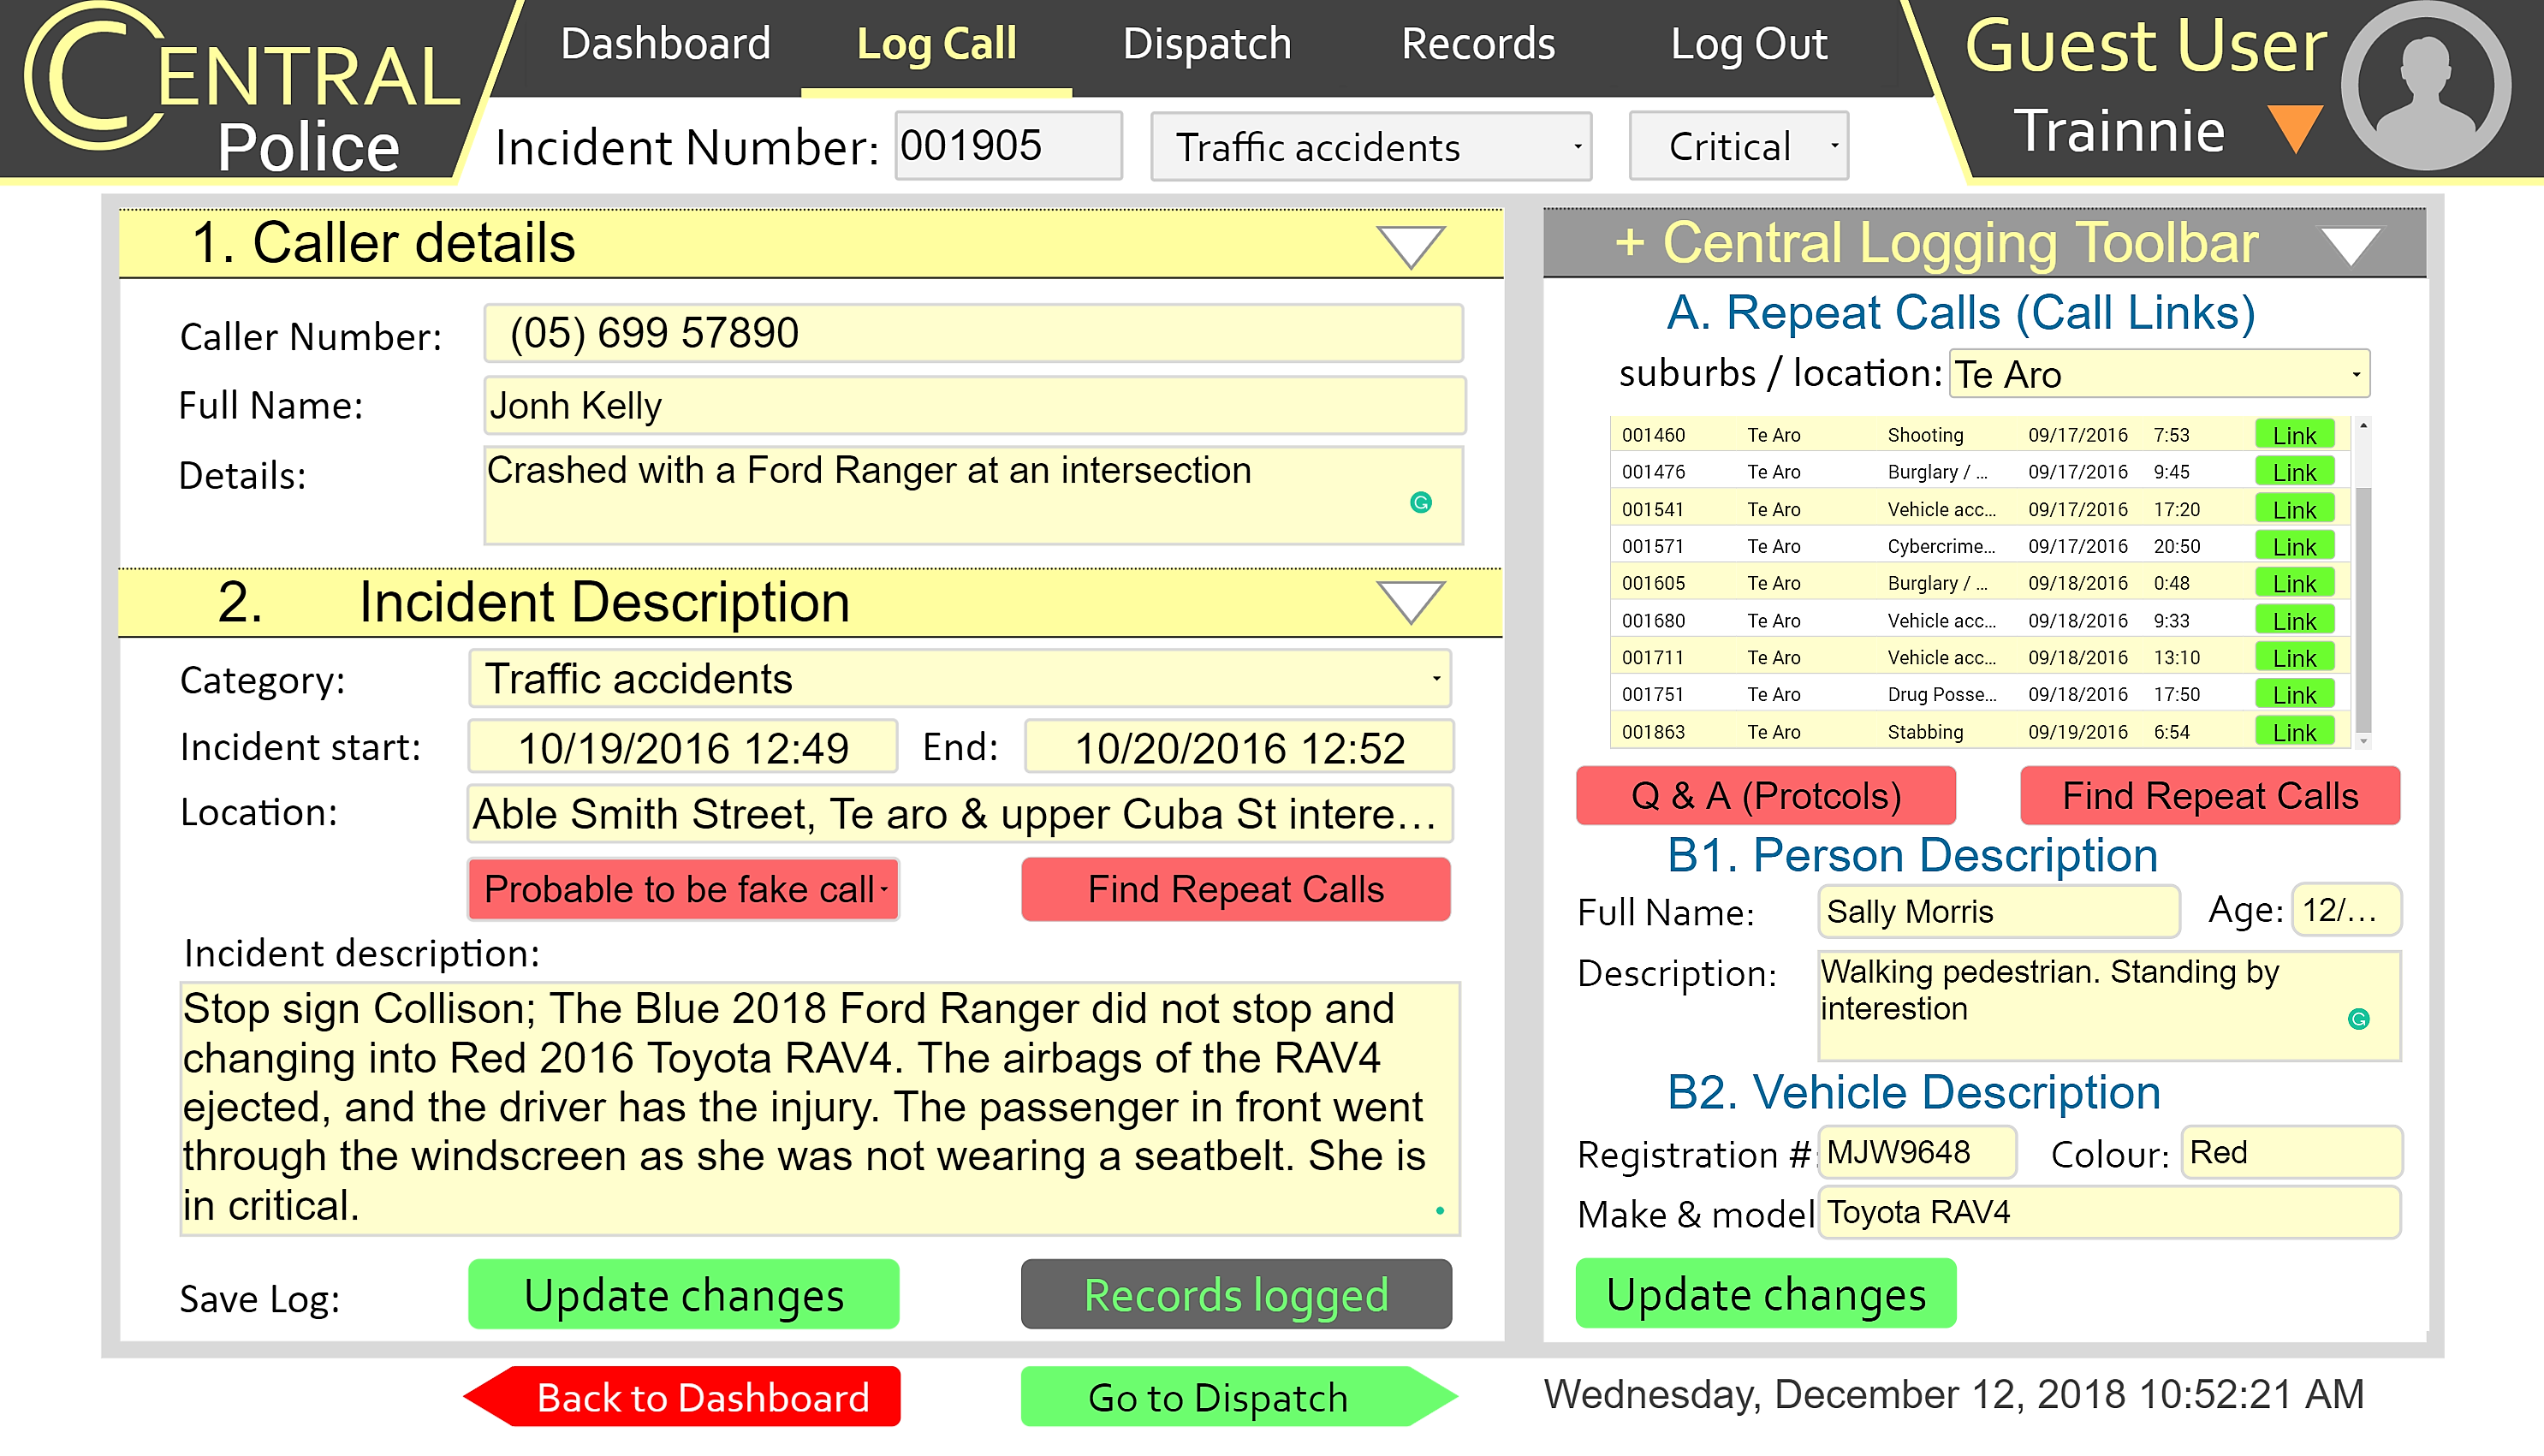 CENTRAL
Police
Dashboard
Log Call
Dispatch
Records
Log Out
Guest User
Trainnie
Incident Number: 001905 Traffic accidents Critical
1. Caller details
Caller Number: (05) 699 57890
Full Name: Jonh Kelly
Details: Crashed with a Ford Ranger at an intersection
2. Incident Description
Category: Traffic accidents
Incident start: 10/19/2016 12:49 End: 10/20/2016 12:52
Location: Able Smith Street, Te aro & upper Cuba St intere...
Probable to be fake call
Find Repeat Calls
Incident description:
Stop sign Collison; The Blue 2018 Ford Ranger did not stop and
changing into Red 2016 Toyota RAV4. The airbags of the RAV4
ejected, and the driver has the injury. The passenger in front went
through the windscreen as she was not wearing a seatbelt. She is
in critical.
Save Log: Update changes Records logged
+ Central Logging Toolbar
A. Repeat Calls (Call Links)
suburbs / location: Te Aro
001460 Te Aro Shooting 09/17/2016 7:53 Link
001476 Te Aro Burglary / ... 09/17/2016 9:45 Link
001541 Te Aro Vehicle acc... 09/17/2016 17:20 Link
001571 Te Aro Cybercrime... 09/17/2016 20:50 Link
001605 Te Aro Burglary / ... 09/18/2016 0:48 Link
001680 Te Aro Vehicle acc... 09/18/2016 9:33 Link
001711 Te Aro Vehicle acc... 09/18/2016 13:10 Link
001751 Te Aro Drug Posse... 09/18/2016 17:50 Link
001863 Te Aro Stabbing 09/19/2016 6:54 Link
Q & A (Protcols)
Find Repeat Calls
B1. Person Description
Full Name: Sally Morris Age: 12/...
Description: Walking pedestrian. Standing by
interestion
B2. Vehicle Description
Registration #: MJW9648 Colour: Red
Make & model Toyota RAV4
Update changes
Back to Dashboard
Go to Dispatch
Wednesday, December 12, 2018 10:52:21 AM